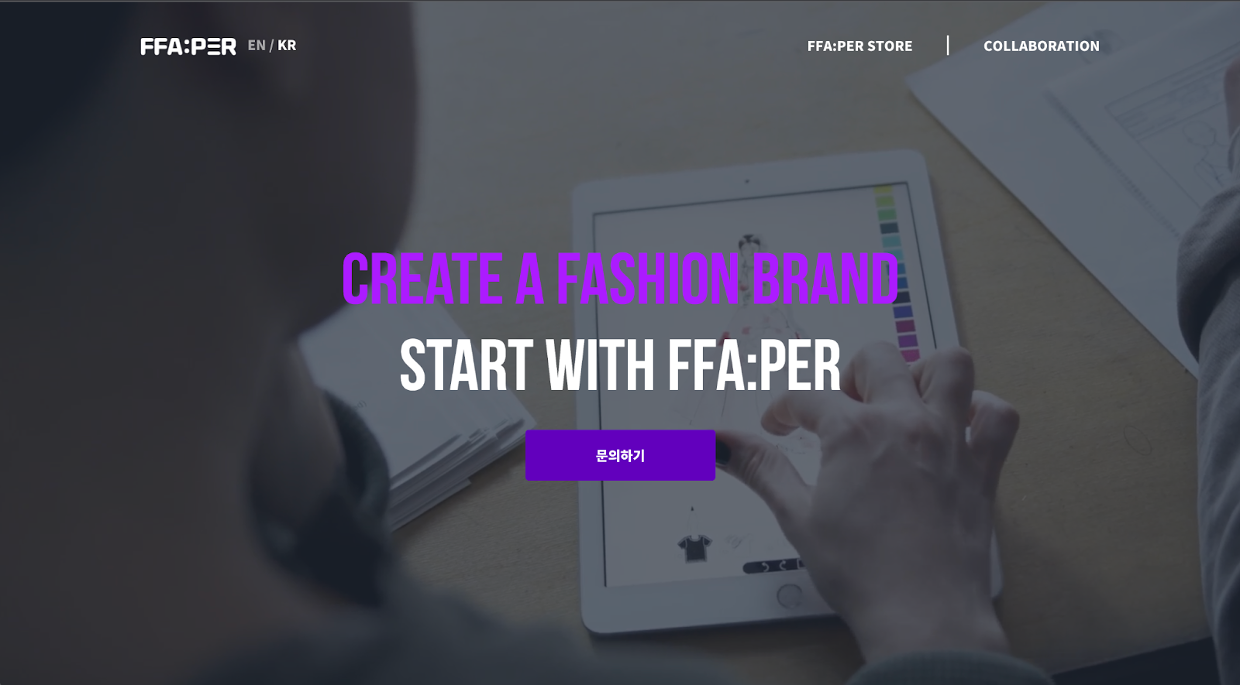 FFA:PER EN / KR FFA:PER STORE | COLLABORATION
CREATE A FASHION BRAND
START WITH FFA:PER
문의하기